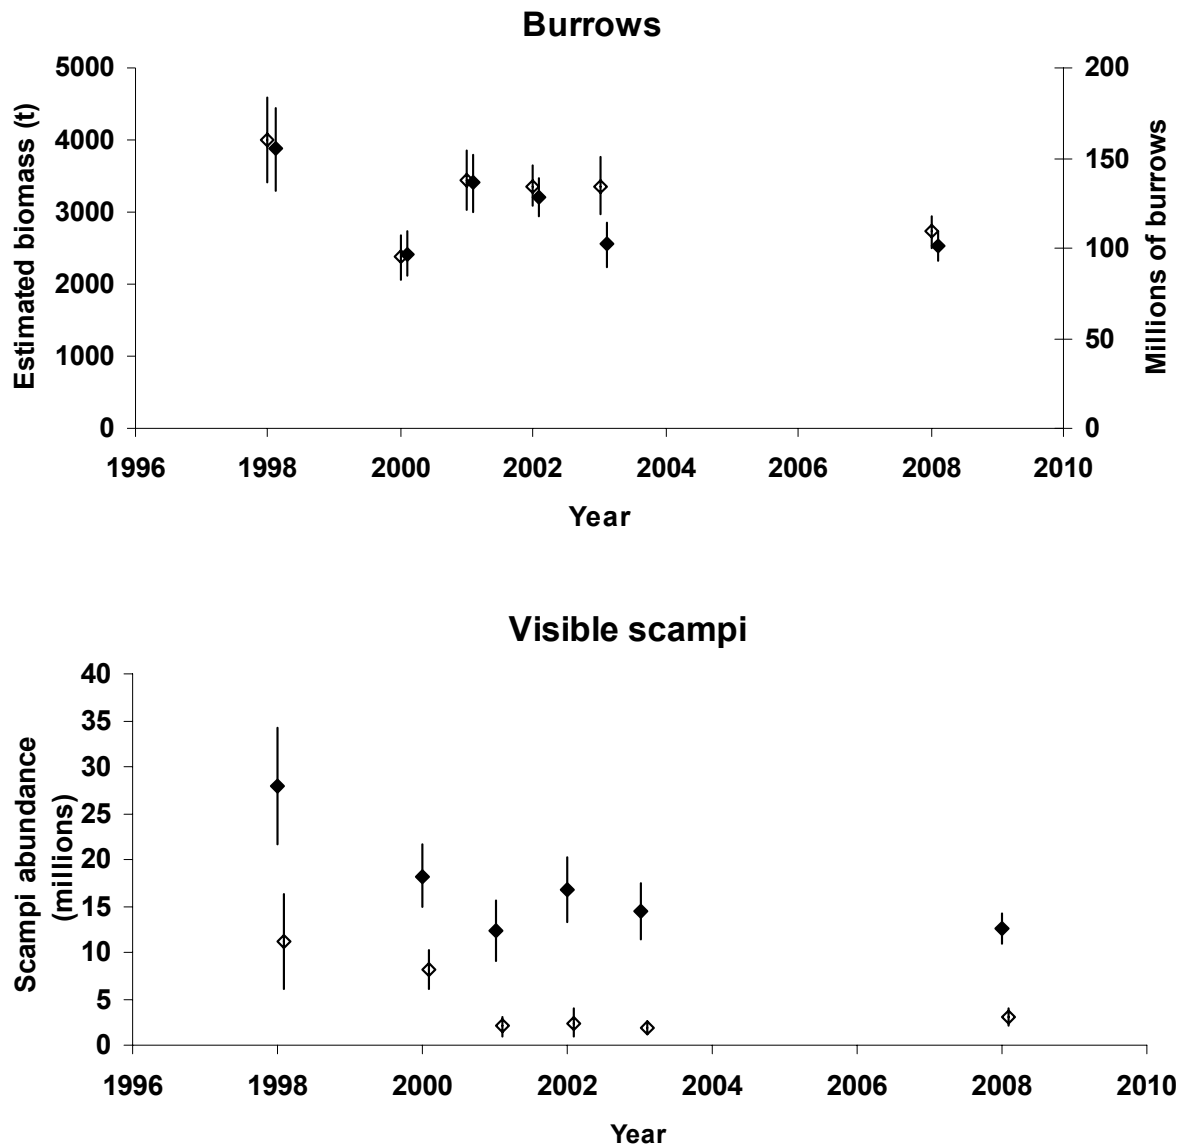 Burrows
Estimated biomass (t)
5000
4000
3000
2000
1000
0
200
150
100
50
0
Millions of burrows
1996 1998 2000 2002 2004 2006 2008 2010
Year
Visible scampi
Scampi abundance
(millions)
40
35
30
25
20
15
10
5
0
1996 1998 2000 2002 2004 2006 2008 2010
Year